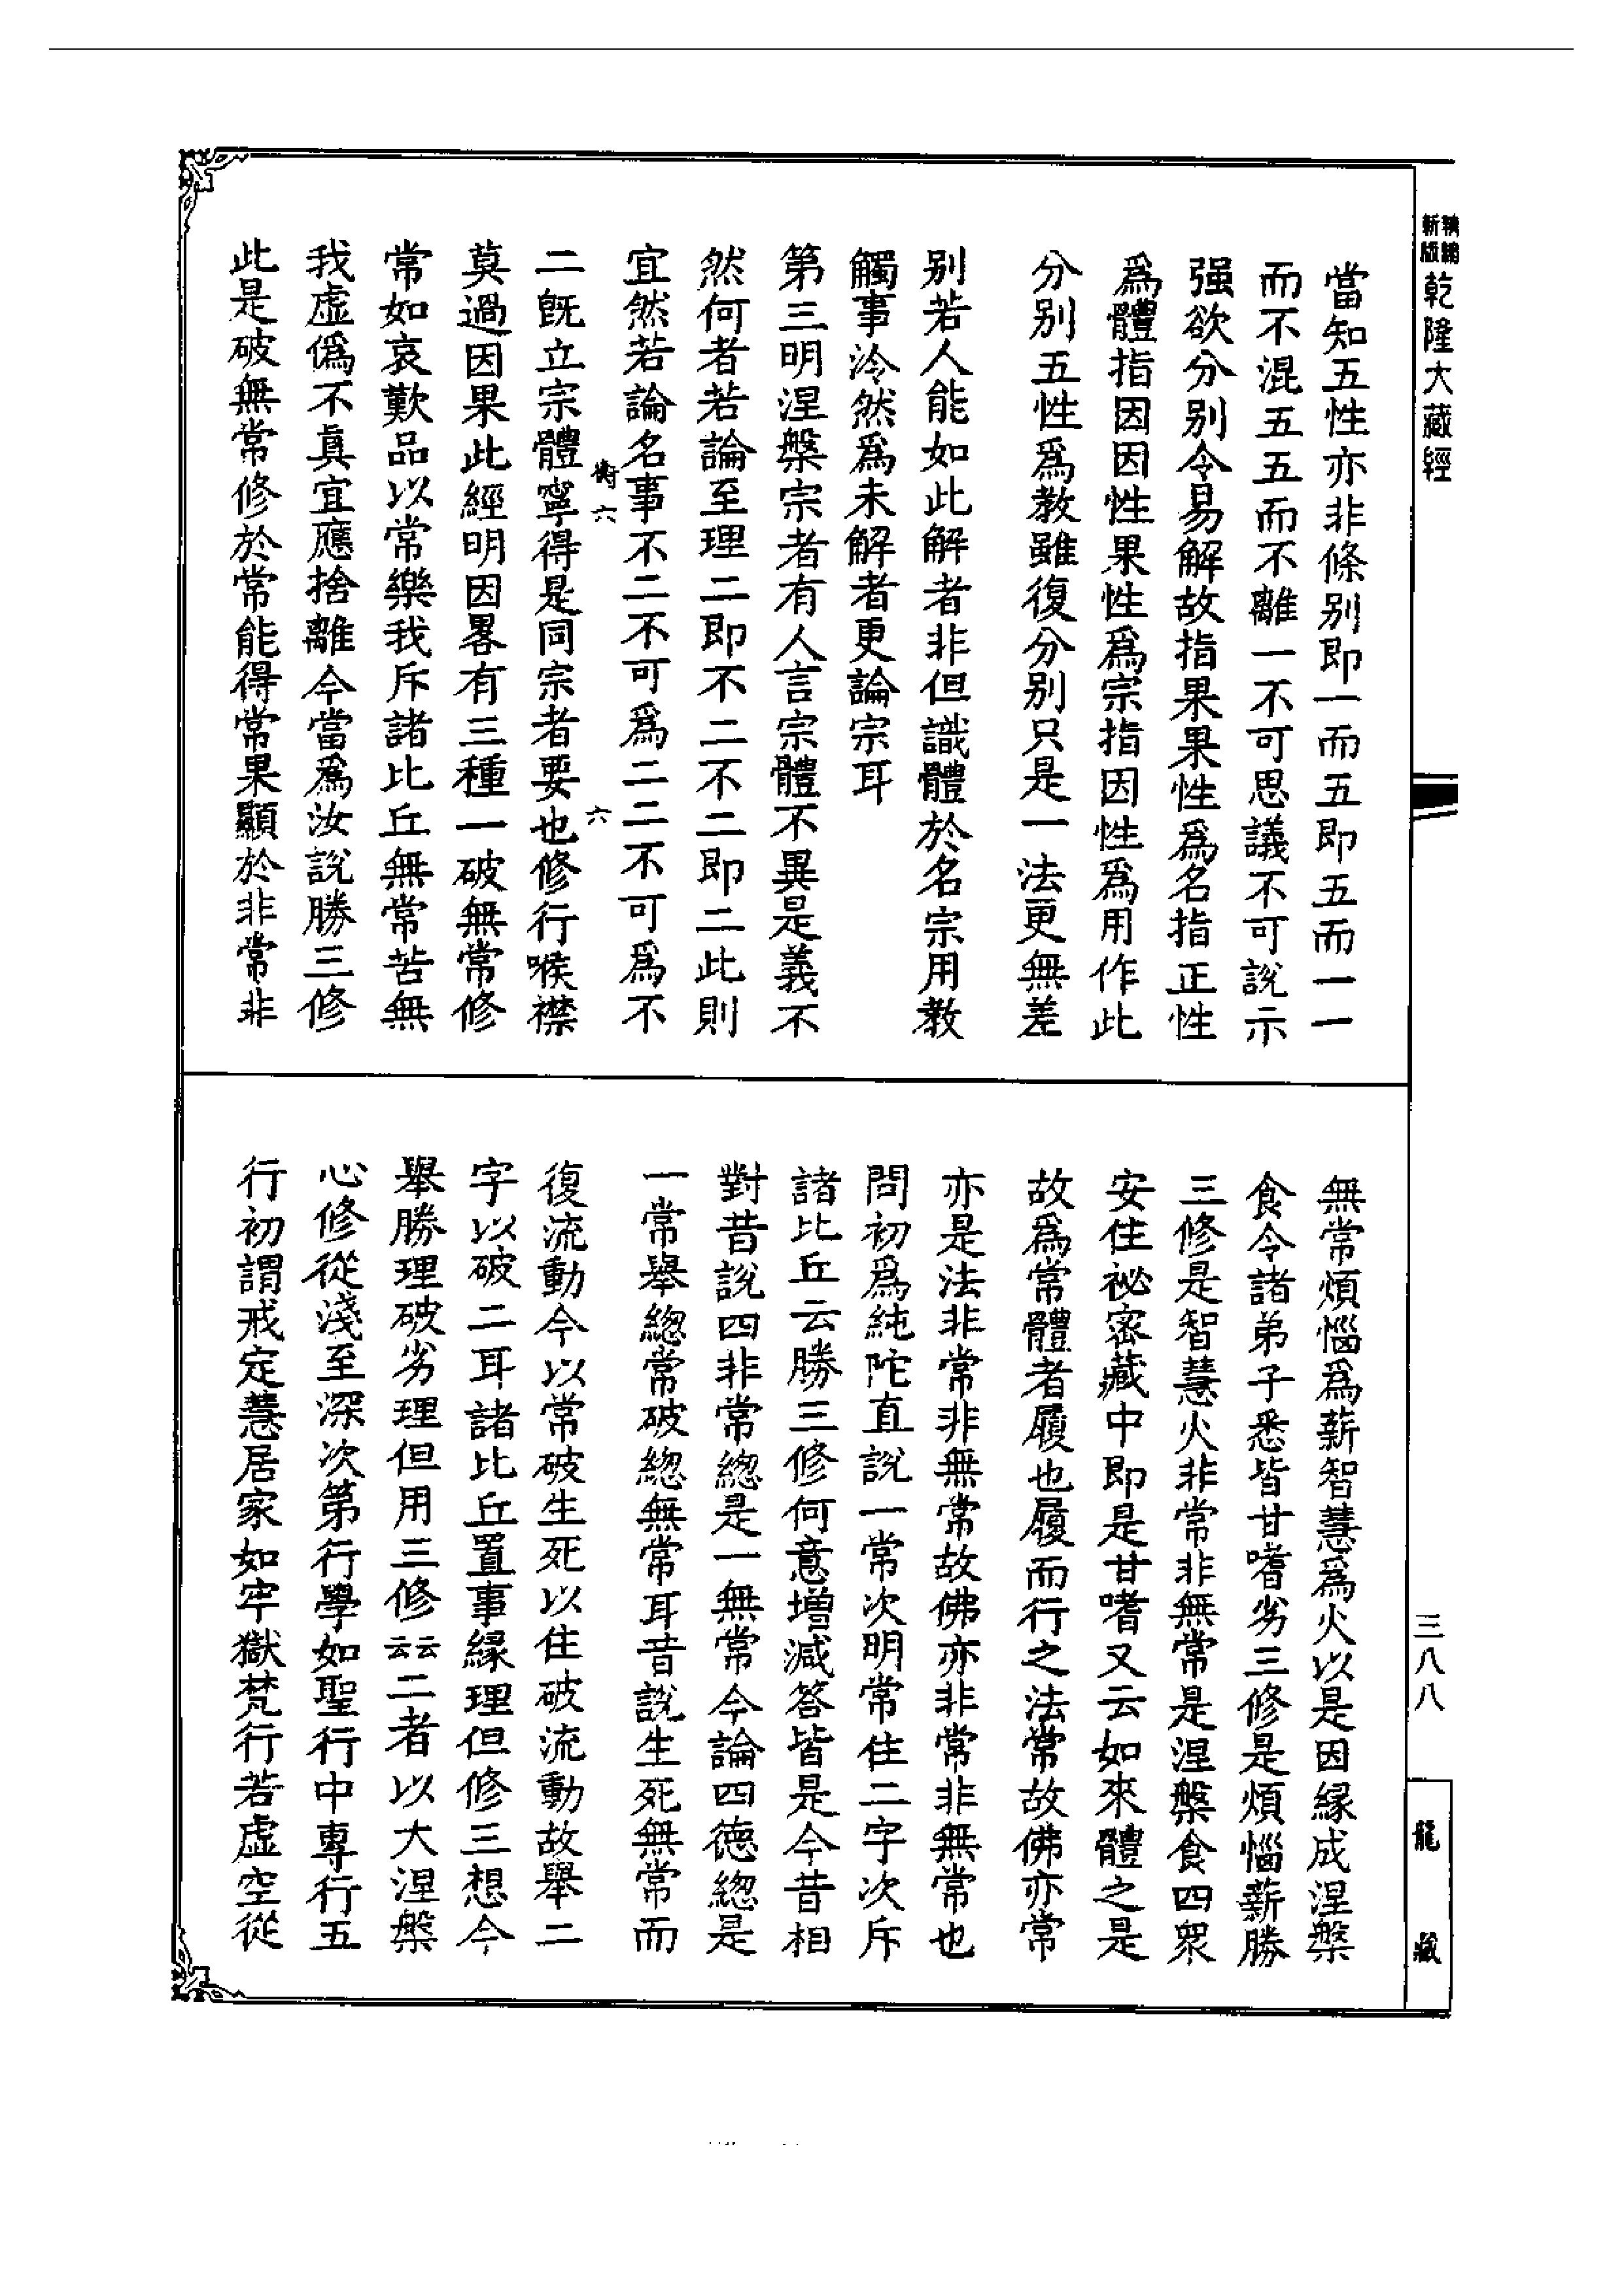 新編
新版
乾隆大藏經
當知五性亦非條別即一而五即五而一一
而不混五五而不離一不可思議不可說示
强欲分別令易解故指果果性爲名指正性
爲體指因因性果性爲宗指因性爲用作此
分別五性爲教雖復分別只是一法更無差
別若人能如此解者非但識體於名宗用教
觸事泠然爲未解者更論宗耳
第三明涅槃宗者有人言宗體不異是義不
然何者若論至理二即不二不二即二此則
宜然若論名事不二不可爲二二不可爲不
衡六
六
二既立宗體寧得是同宗者要也修行喉襟
莫過因果此經明因畧有三種一破無常修
常如哀歎品以常樂我斥諸比丘無常苦無
我虛僞不眞宜應捨離今當爲汝說勝三修
此是破無常修於常能得常果顯於非常非
無常煩惱爲薪智慧爲火以是因緣成涅槃
食令諸弟子悉皆甘嗜劣三修是煩惱薪勝
三修是智慧火非常非無常是涅槃食四衆
安住祕密藏中即是甘嗜又云如來體之是
故爲常體者履也履而行之法常故佛亦常
亦是法非常非無常故佛亦非常非無常也
問初爲純陀直說一常次明常住二字次斥
諸比丘云勝三修何意增減答皆是今昔相
對昔說四非常總是一無常今論四德總是
一常舉總常破總無常耳昔說生死無常而
復流動今以常破生死以住破流動故舉二
字以破二耳諸比丘置事緣理但修三想今
舉勝理破劣理但用三修云云二者以大涅槃
心修從淺至深次第行學如聖行中專行五
行初謂戒定慧居家如牢獄梵行若虛空從
三八八
龍藏